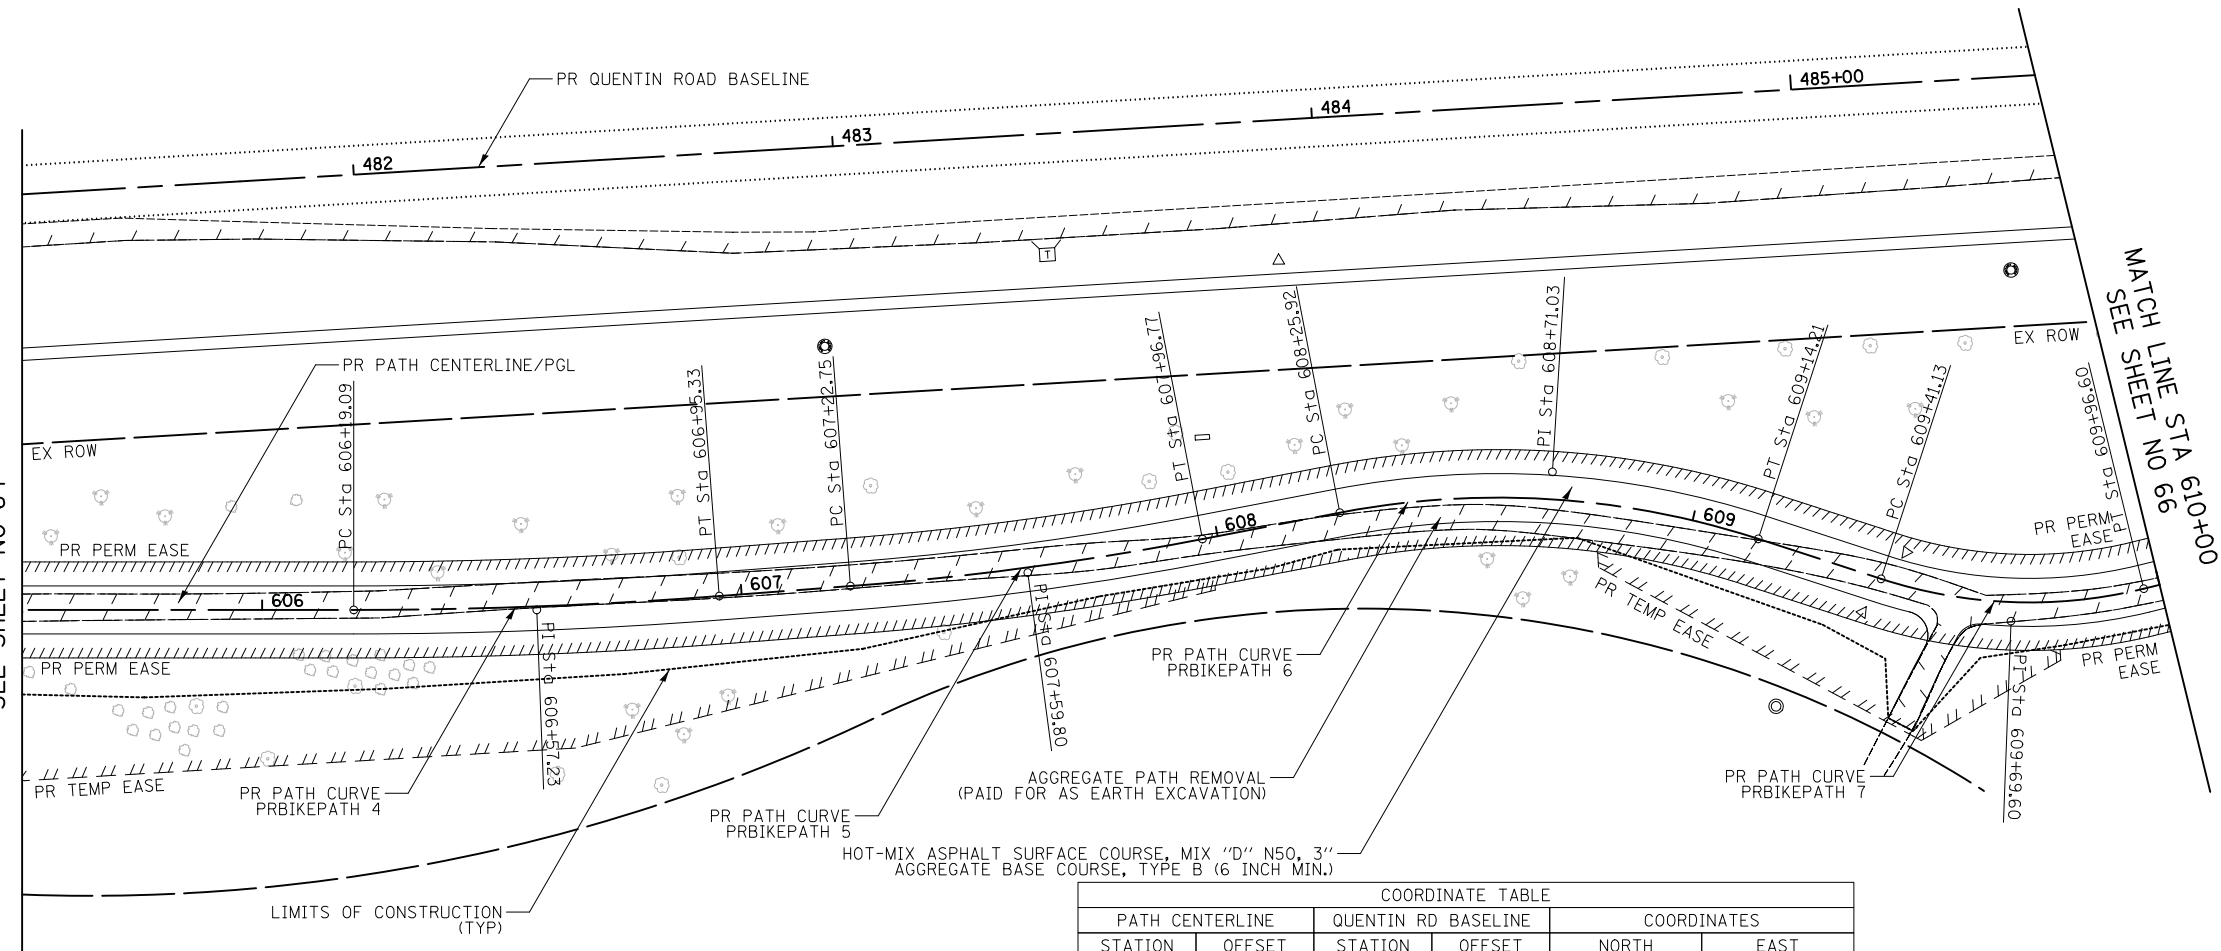 PR QUENTIN ROAD BASELINE
482
483
484
485+00
MATCH LINE STA 610+00
SEE SHEET NO 66
PR PATH CENTERLINE/PGL
EX ROW
EX ROW
PC Sta 606+19.09
PT Sta 606+95.33
PC Sta 607+22.75
PT Sta 607+96.77
PC Sta 608+25.92
PI Sta 608+71.03
PT Sta 609+14.21
PC Sta 609+41.13
PT Sta 609+96.60
PR PERM EASE
PR PERM
EASE
606
607
608
609
PR PERM EASE
PR PERM
EASE
PR TEMP EASE
PR TEMP EASE
PI Sta 606+57.23
PI Sta 607+59.80
PI Sta 609+69.60
T
PR PATH CURVE
PRBIKEPATH 4
PR PATH CURVE
PRBIKEPATH 5
PR PATH CURVE
PRBIKEPATH 6
PR PATH CURVE
PRBIKEPATH 7
AGGREGATE PATH REMOVAL
(PAID FOR AS EARTH EXCAVATION)
HOT-MIX ASPHALT SURFACE COURSE, MIX "D" N50, 3"
AGGREGATE BASE COURSE, TYPE B (6 INCH MIN.)
LIMITS OF CONSTRUCTION
(TYP)
COORDINATE TABLE
PATH CENTERLINE QUENTIN RD BASELINE COORDINATES
STATION OFFSET STATION OFFSET NORTH EAST